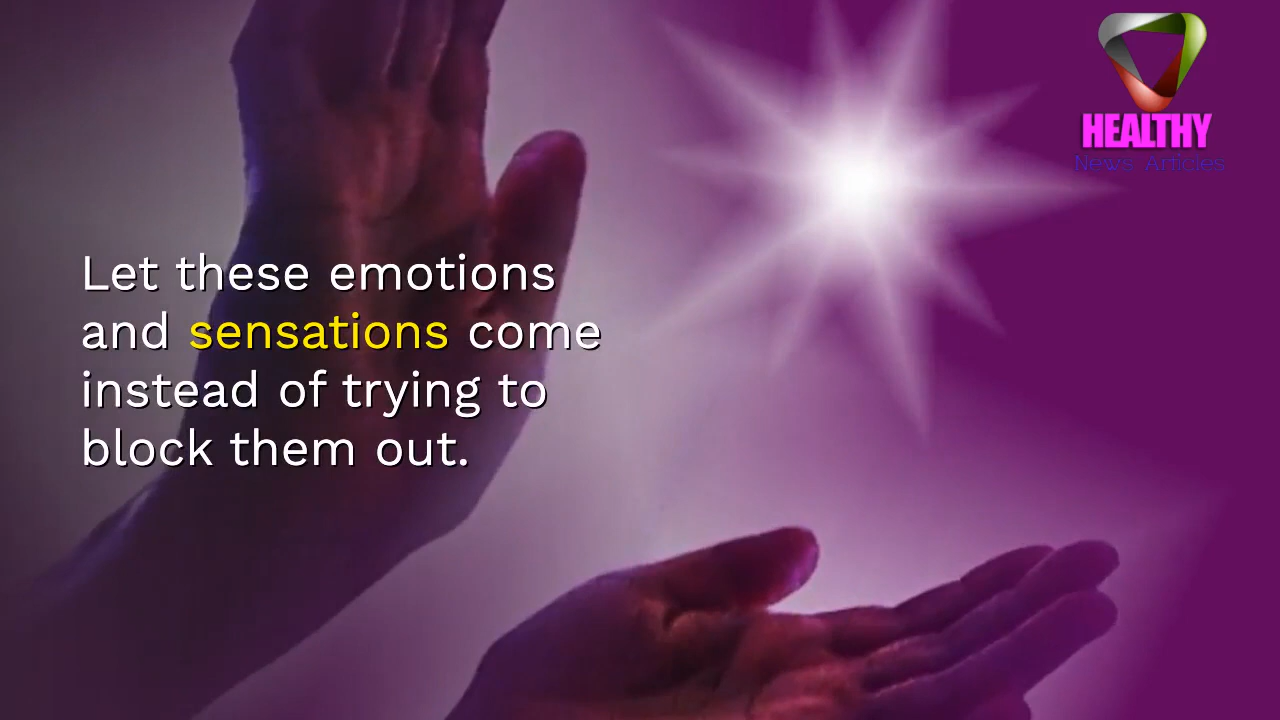 HEALTHY
News Articles
Let these emotions
and sensations come
instead of trying to
block them out.